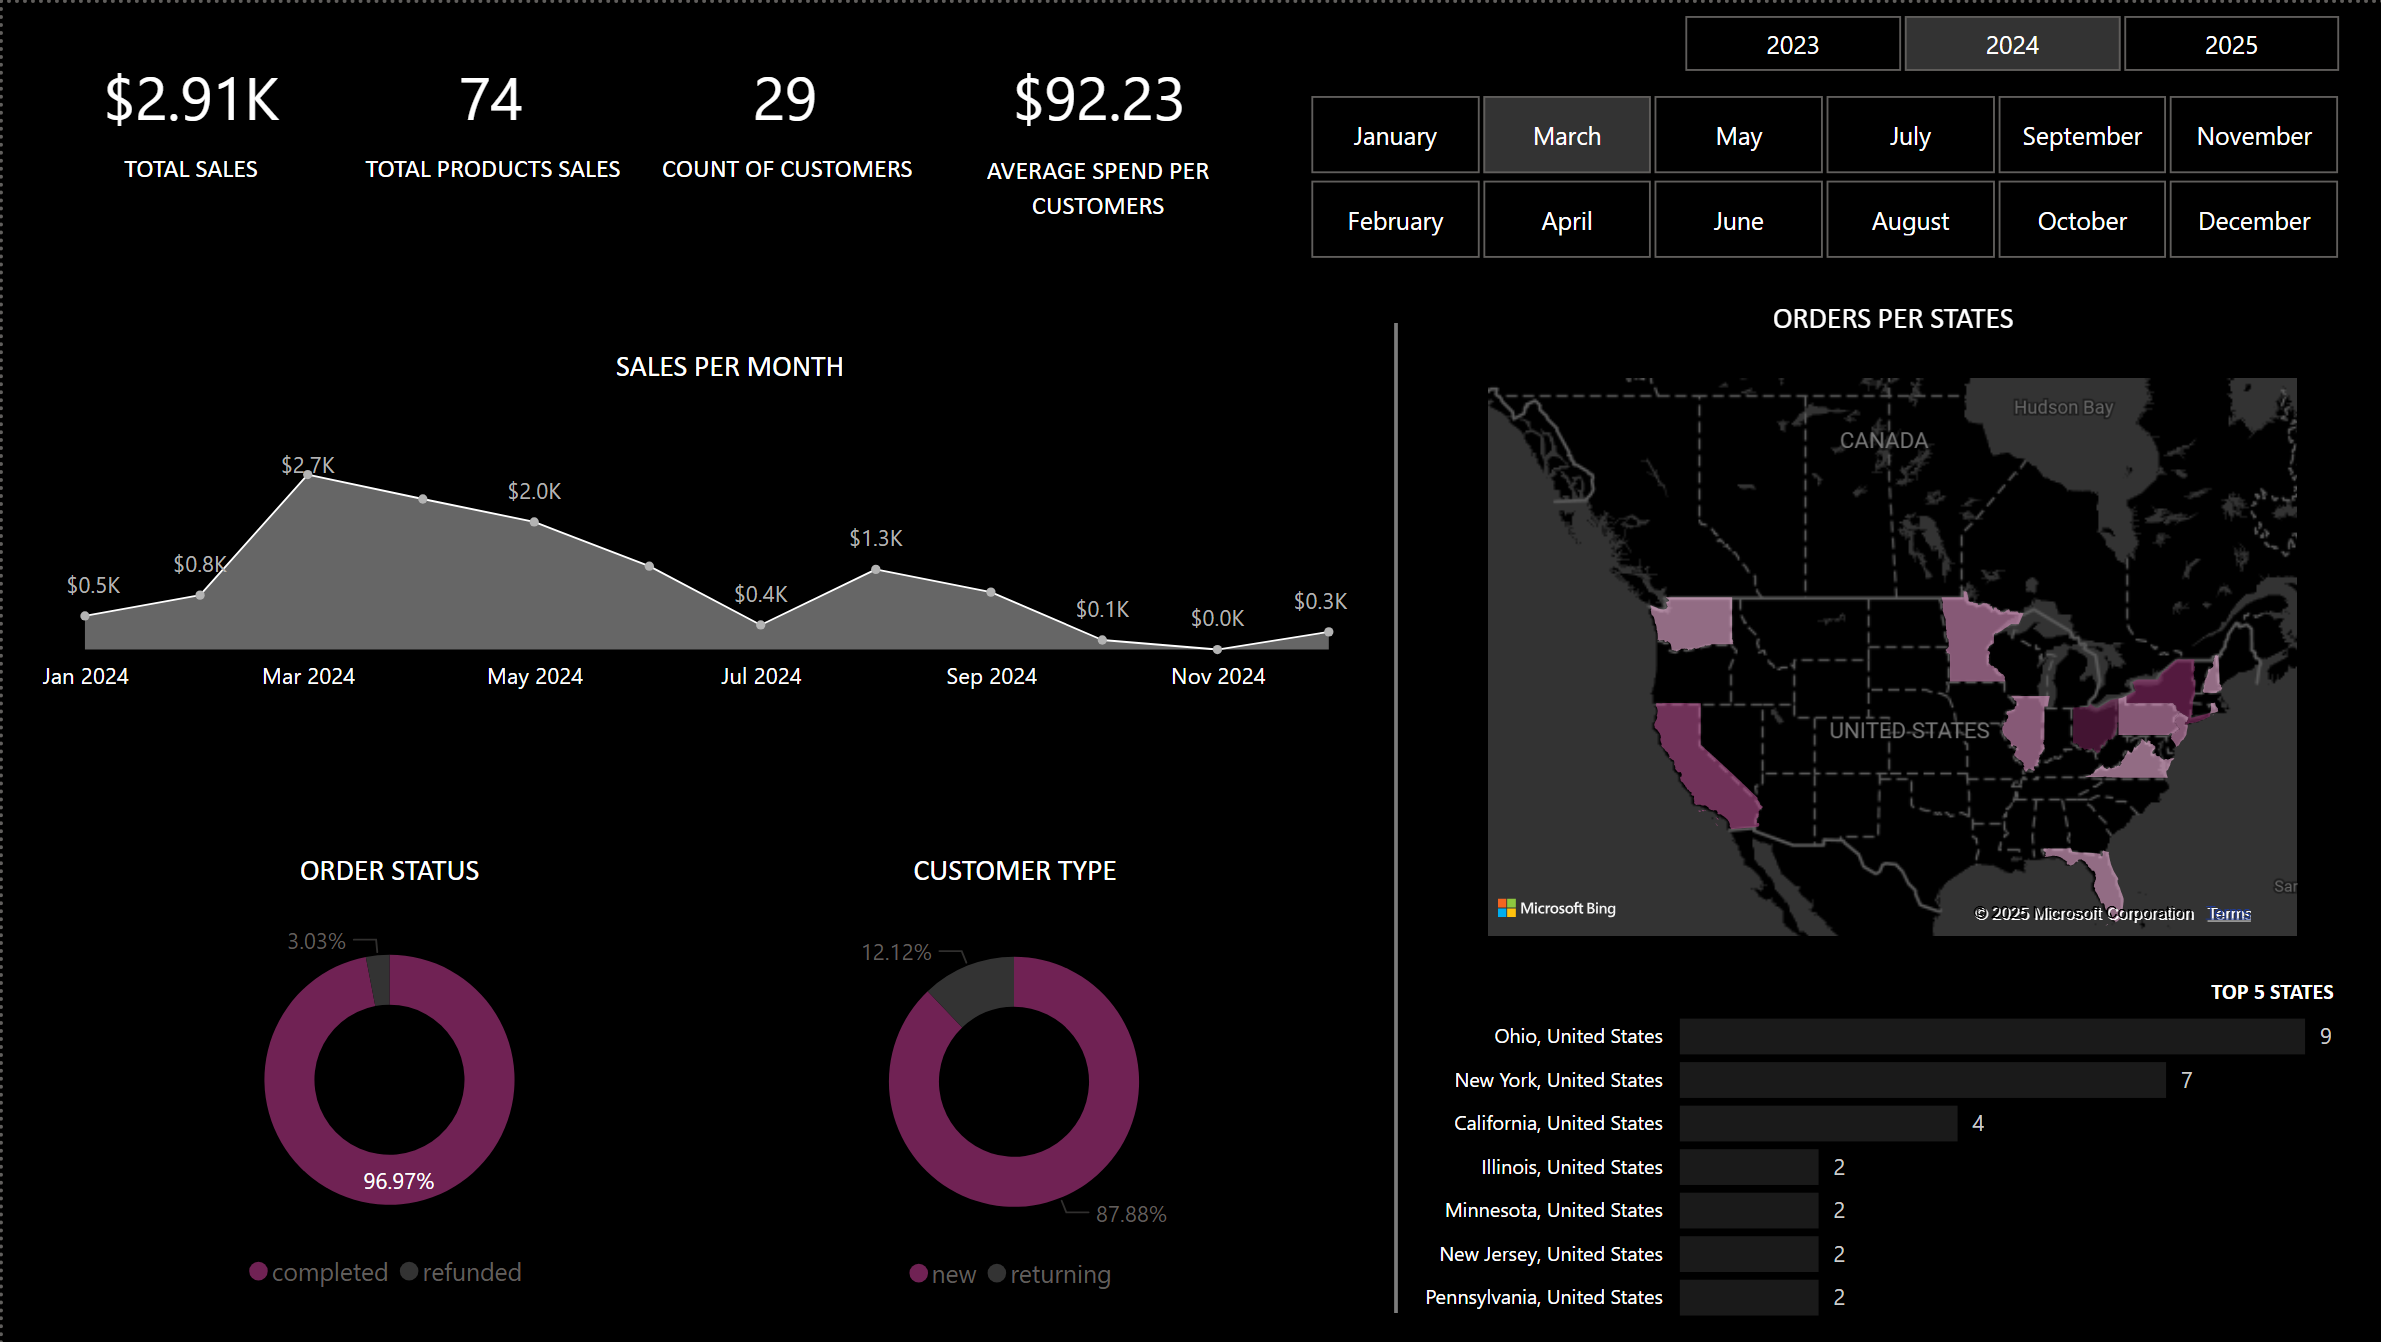 2023
2024
2025
$2.91K
74
29
$92.23
TOTAL SALES
TOTAL PRODUCTS SALES
COUNT OF CUSTOMERS
AVERAGE SPEND PER
CUSTOMERS
January
March
May
July
September
November
February
April
June
August
October
December
SALES PER MONTH
$0.5K
$0.8K
$2.7K
$2.0K
$0.4K
$1.3K
$0.1K
$0.0K
$0.3K
Jan 2024
Mar 2024
May 2024
Jul 2024
Sep 2024
Nov 2024
ORDER STATUS
3.03%
96.97%
completed
refunded
CUSTOMER TYPE
12.12%
87.88%
new
returning
ORDERS PER STATES
Hudson Bay
CANADA
UNITED STATES
Sar
Microsoft Bing
© 2025 Microsoft Corporation Terms
TOP 5 STATES
Ohio, United States 9
New York, United States 7
California, United States 4
Illinois, United States 2
Minnesota, United States 2
New Jersey, United States 2
Pennsylvania, United States 2